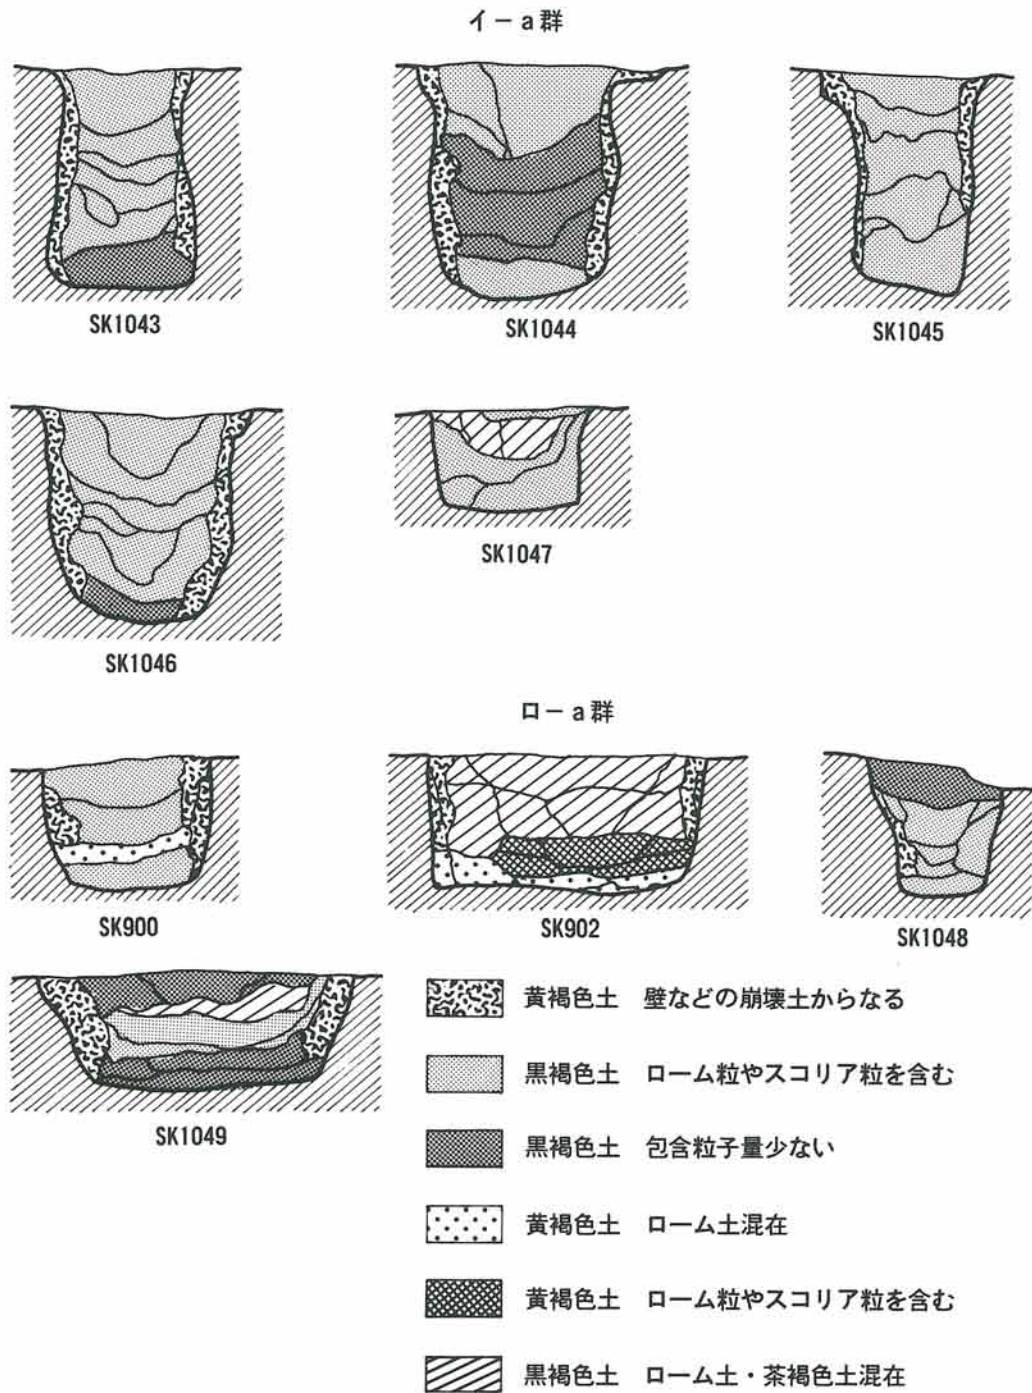 イ－a群
SK1043
SK1044
SK1045
SK1046
SK1047
ロ－a群
SK900
SK902
SK1048
SK1049
黄褐色土　壁などの崩壊土からなる
黒褐色土　ローム粒やスコリア粒を含む
黒褐色土　包含粒子量少ない
黄褐色土　ローム土混在
黄褐色土　ローム粒やスコリア粒を含む
黒褐色土　ローム土・茶褐色土混在